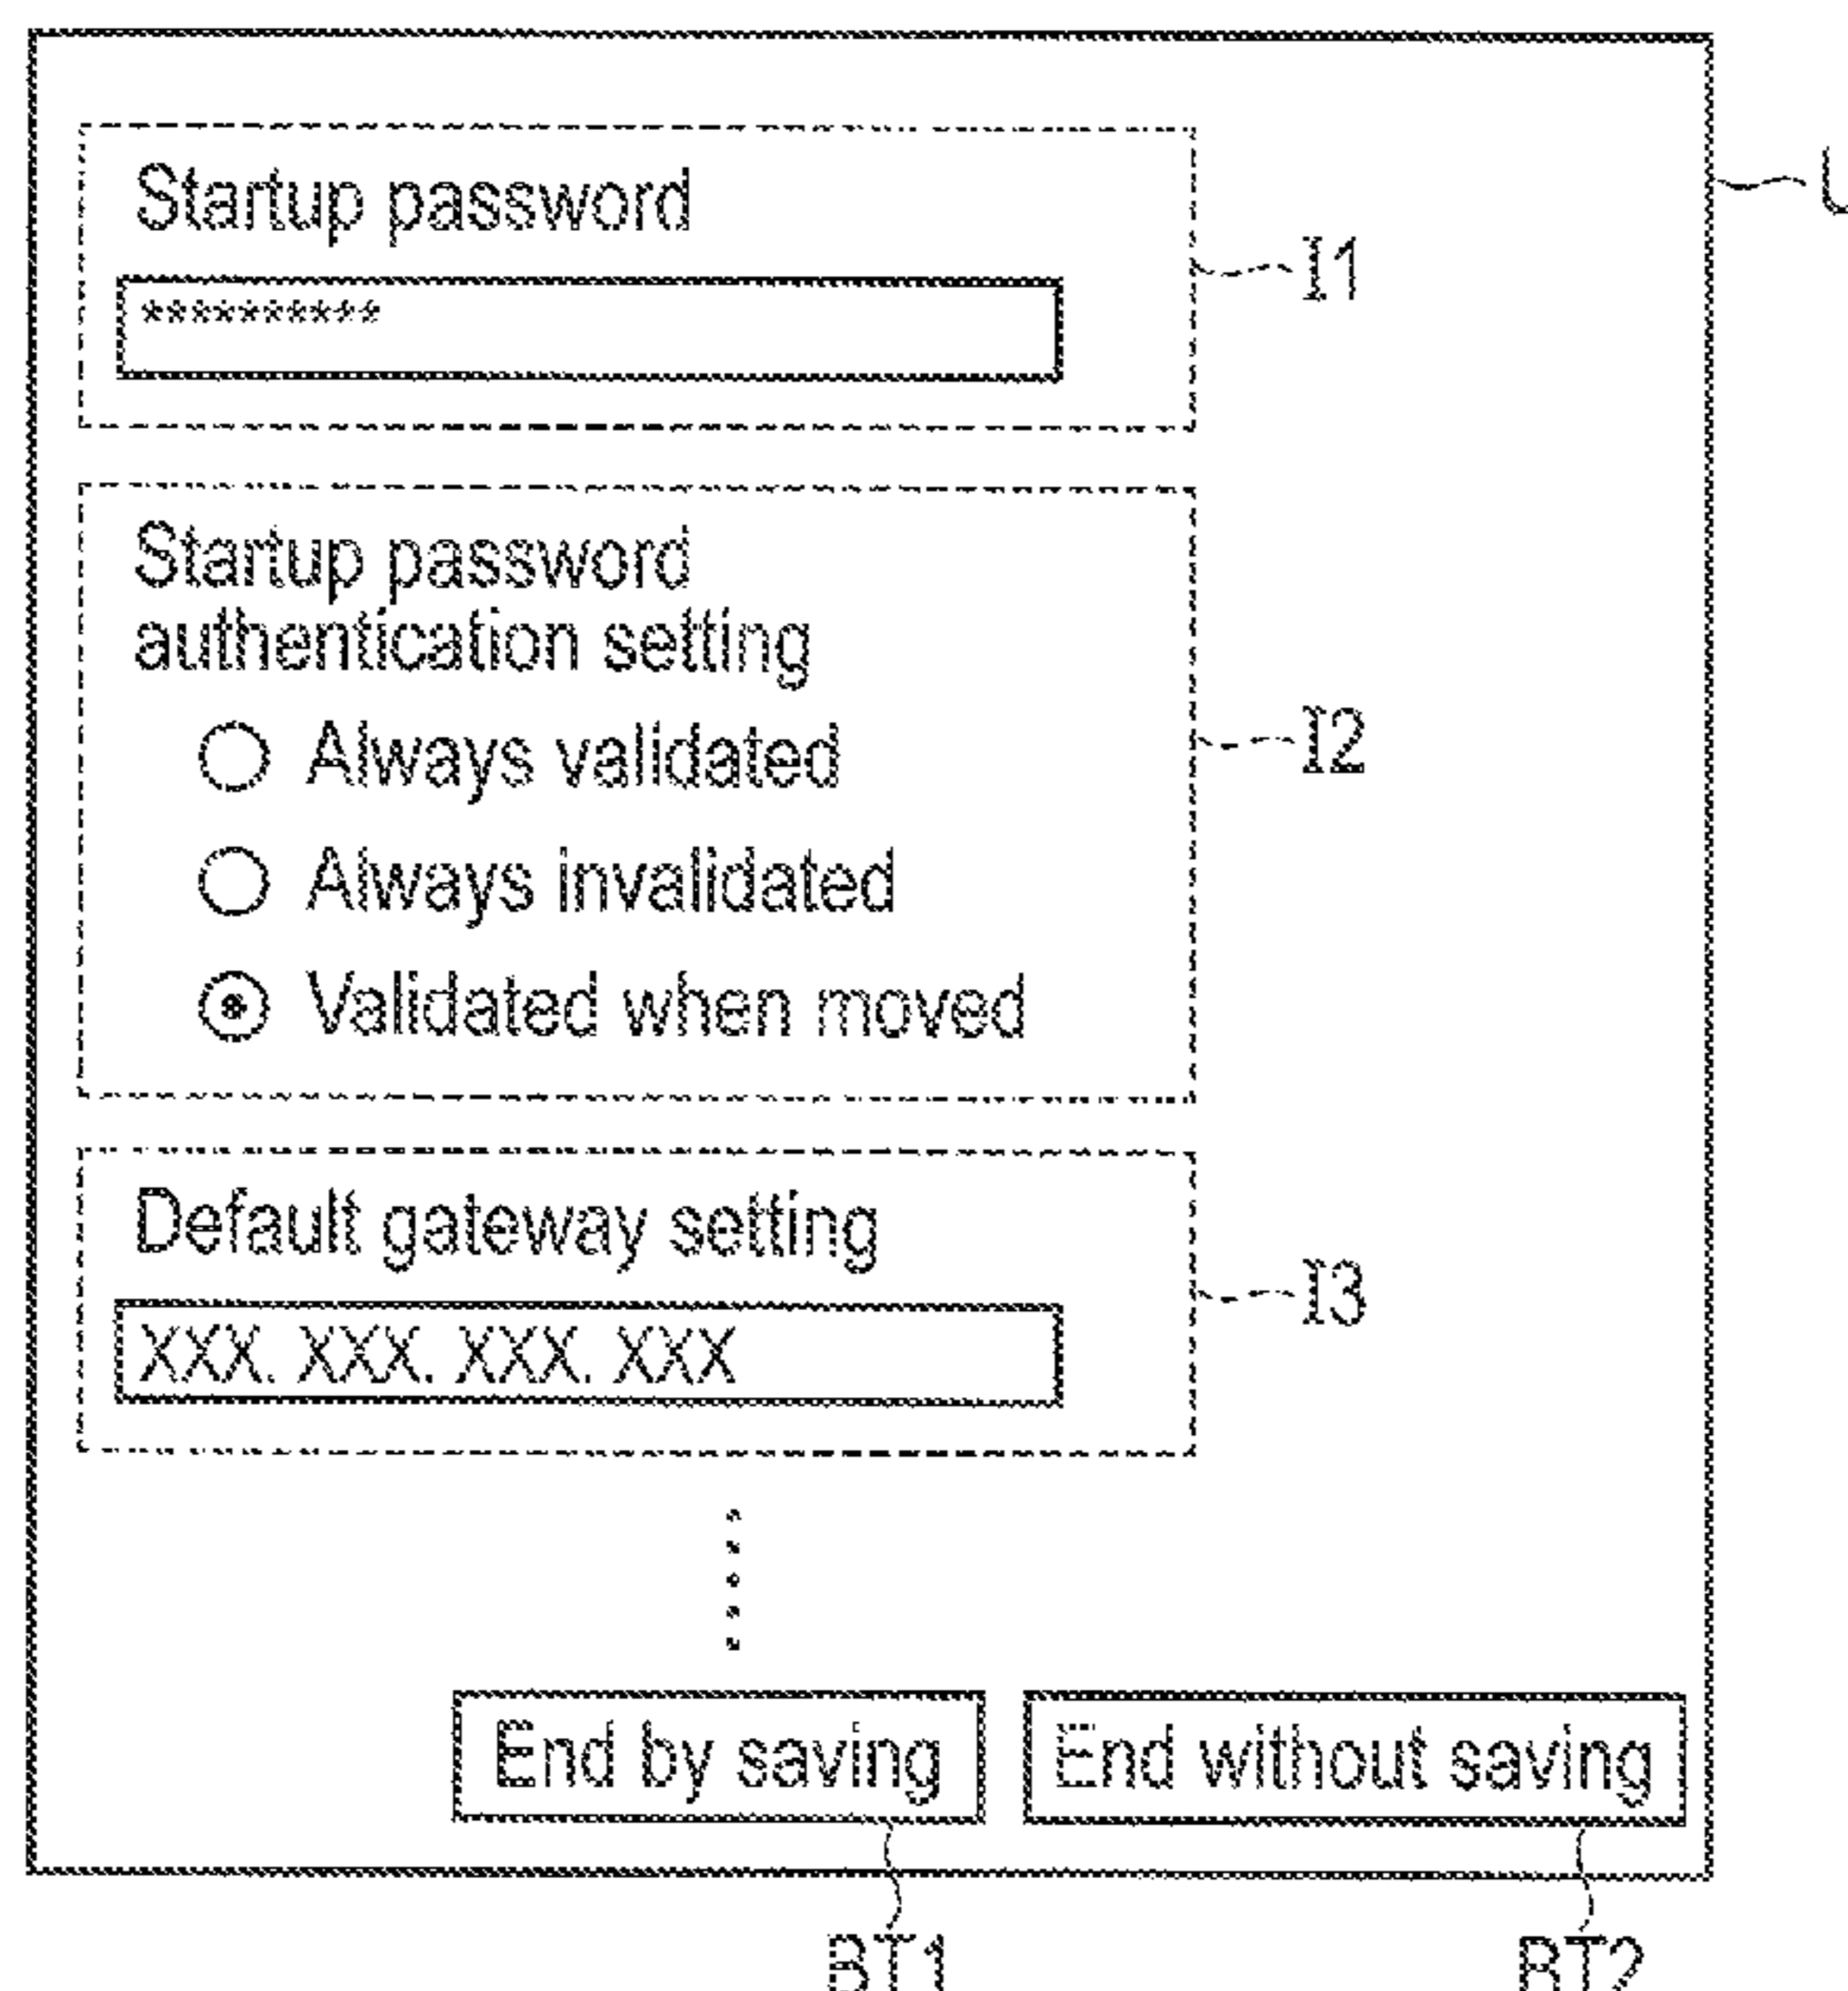 Startup password
**********
I1
Startup password
authentication setting
Always validated
I2
Always invalidated
Validated when moved
Default gateway setting
I3
XXX. XXX. XXX. XXX
End by saving
End without saving
BT1
BT2